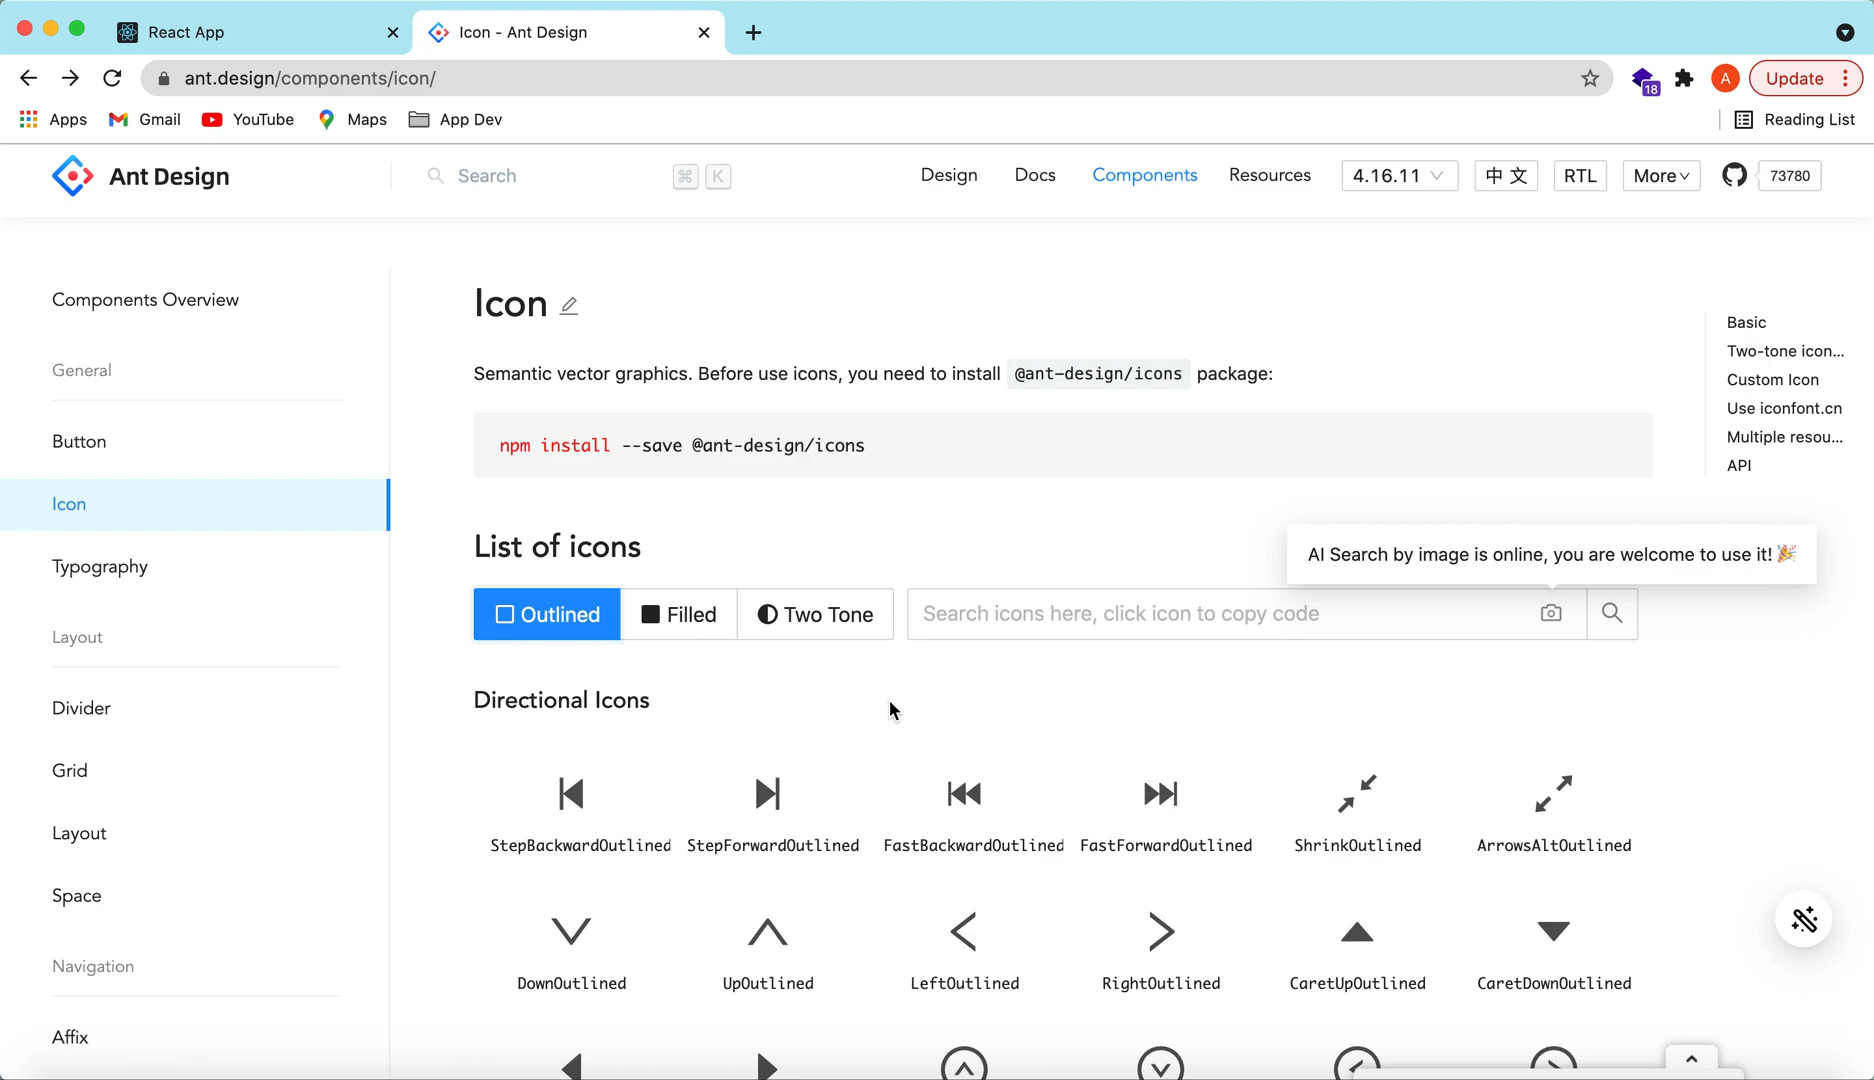 React App
Icon - Ant Design
ant.design/components/icon/
18
A
Update
Apps
Gmail
YouTube
Maps
App Dev
Reading List
Ant Design
Search
⌘ K
Design
Docs
Components
Resources
4.16.11
中 文
RTL
More
73780
Components Overview
General
Button
Icon
Typography
Layout
Divider
Grid
Layout
Space
Navigation
Affix
Icon
Semantic vector graphics. Before use icons, you need to install @ant-design/icons package:
npm install --save @ant-design/icons
Basic
Two-tone icon...
Custom Icon
Use iconfont.cn
Multiple resou...
API
List of icons
AI Search by image is online, you are welcome to use it! 🎉
Outlined
Filled
Two Tone
Search icons here, click icon to copy code
Directional Icons
StepBackwardOutlined
StepForwardOutlined
FastBackwardOutlined
FastForwardOutlined
ShrinkOutlined
ArrowsAltOutlined
DownOutlined
UpOutlined
LeftOutlined
RightOutlined
CaretUpOutlined
CaretDownOutlined